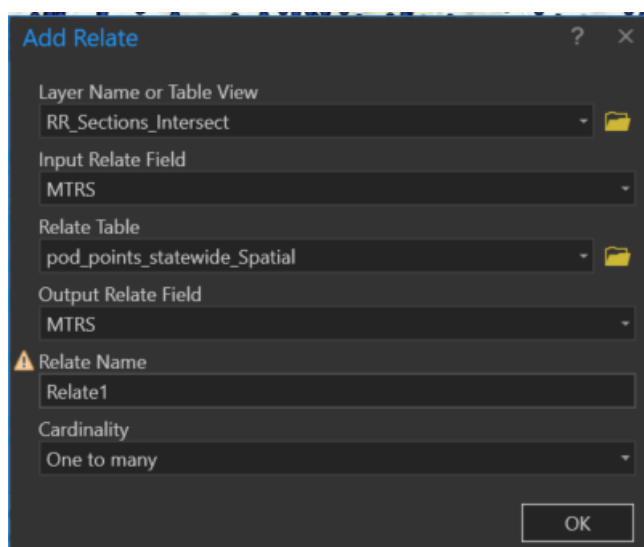 Add Relate ? ×
Layer Name or Table View
RR_Sections_Intersect
Input Relate Field
MTRS
Relate Table
pod_points_statewide_Spatial
Output Relate Field
MTRS
Relate Name
Relate1
Cardinality
One to many
OK